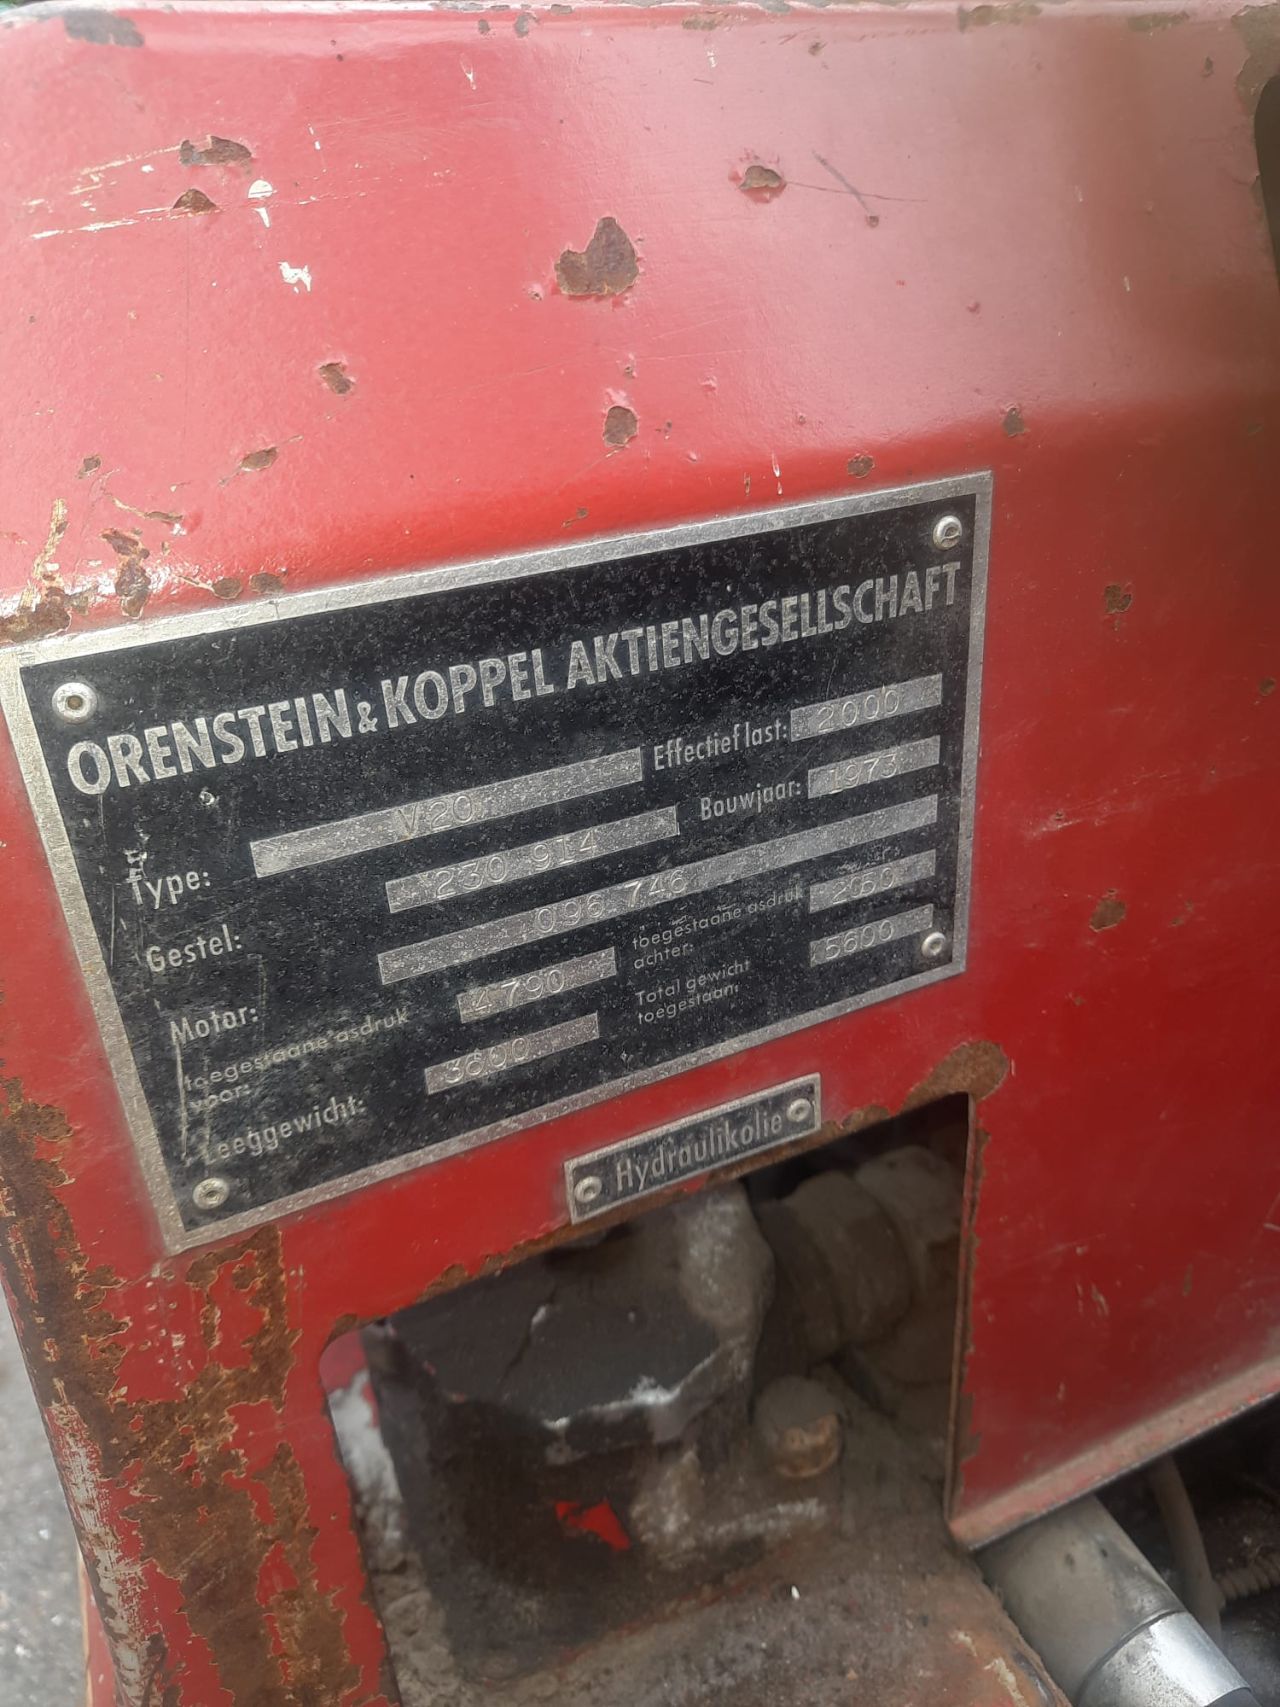 ORENSTEIN & KOPPEL AKTIENGESELLSCHAFT
Type: V 20 Effectief last: 2000
Gestel: 230 914 Bouwjaar: 1973
Motor: 096 746
toegestaane asdruk voor: 4790 toegestaane asdruk achter: 2060
Leeggewicht: 3600 Total gewicht toegestaan: 5600
Hydraulikolie